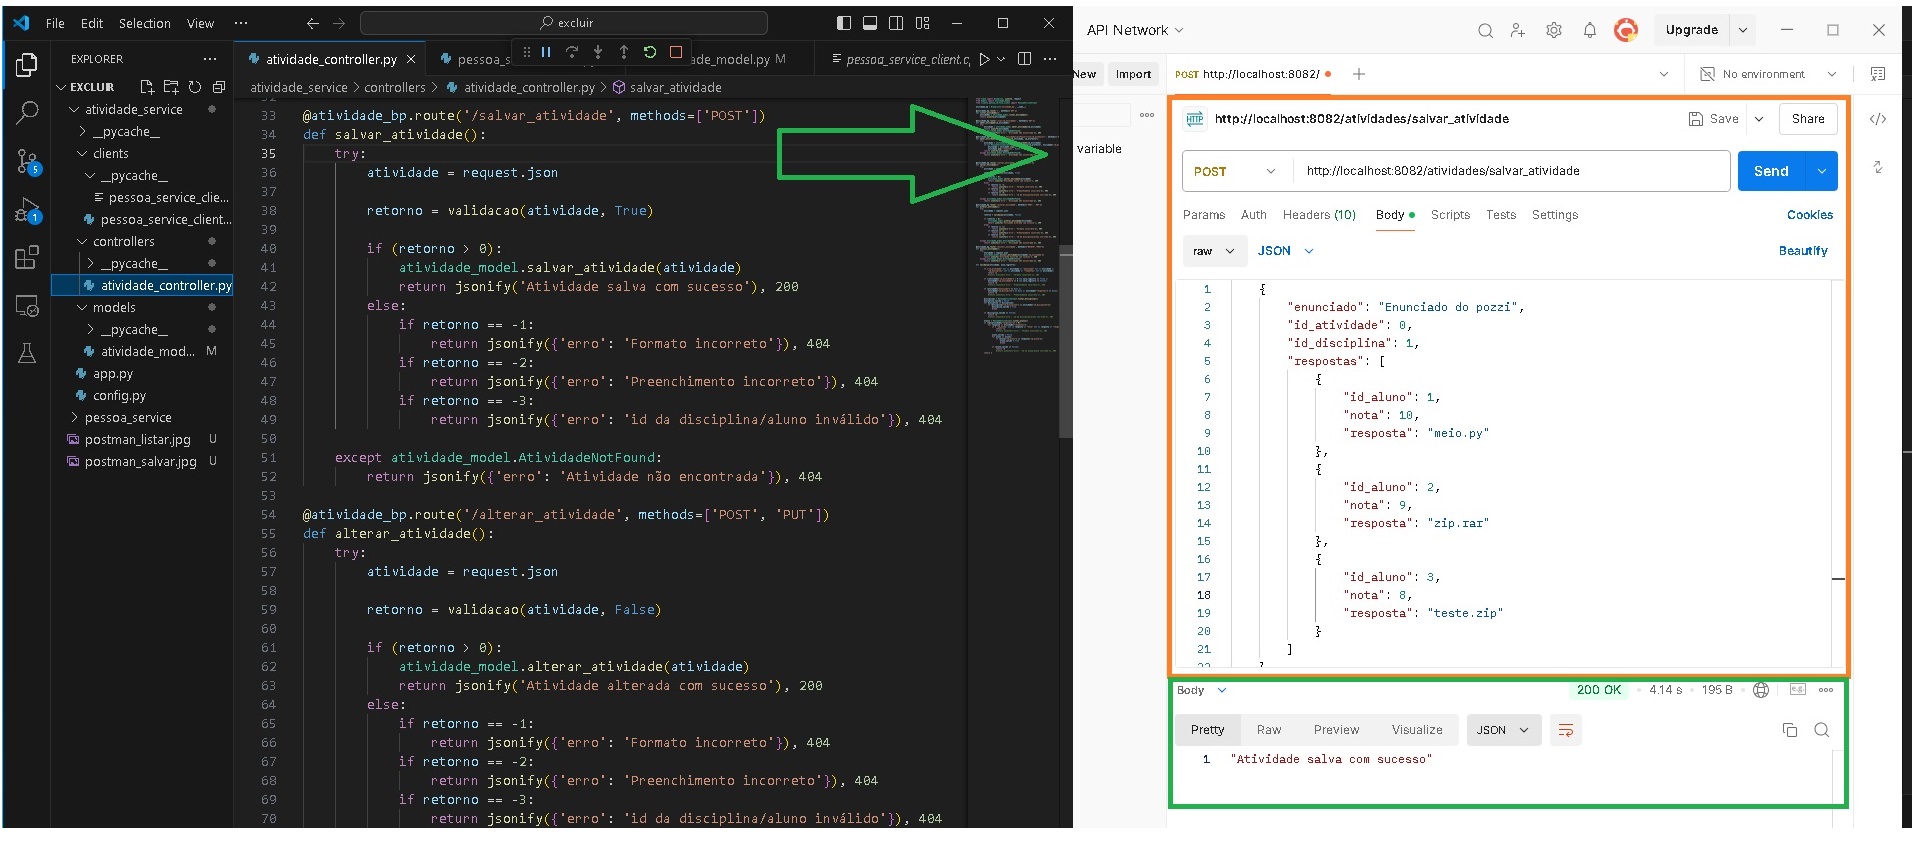 File Edit Selection View ··· excluir
EXPLORER ···
EXCLUIR
atividade_service
__pycache__
clients
__pycache__
pessoa_service_clie...
pessoa_service_client...
controllers
__pycache__
atividade_controller.py
models
__pycache__
atividade_mod... M
app.py
config.py
pessoa_service
postman_listar.jpg U
postman_salvar.jpg U
5
1
atividade_controller.py pessoa_s de_model.py M pessoa_service_client.c
atividade_service > controllers > atividade_controller.py > salvar_atividade
33 @atividade_bp.route('/salvar_atividade', methods=['POST'])
34 def salvar_atividade():
35 try:
36 atividade = request.json
37
38 retorno = validacao(atividade, True)
39
40 if (retorno > 0):
41 atividade_model.salvar_atividade(atividade)
42 return jsonify('Atividade salva com sucesso'), 200
43 else:
44 if retorno == -1:
45 return jsonify({'erro': 'Formato incorreto'}), 404
46 if retorno == -2:
47 return jsonify({'erro': 'Preenchimento incorreto'}), 404
48 if retorno == -3:
49 return jsonify({'erro': 'id da disciplina/aluno inválido'}), 404
50
51 except atividade_model.AtividadeNotFound:
52 return jsonify({'erro': 'Atividade não encontrada'}), 404
53
54 @atividade_bp.route('/alterar_atividade', methods=['POST', 'PUT'])
55 def alterar_atividade():
56 try:
57 atividade = request.json
58
59 retorno = validacao(atividade, False)
60
61 if (retorno > 0):
62 atividade_model.alterar_atividade(atividade)
63 return jsonify('Atividade alterada com sucesso'), 200
64 else:
65 if retorno == -1:
66 return jsonify({'erro': 'Formato incorreto'}), 404
67 if retorno == -2:
68 return jsonify({'erro': 'Preenchimento incorreto'}), 404
69 if retorno == -3:
70 return jsonify({'erro': 'id da disciplina/aluno inválido'}), 404
API Network Upgrade
New Import POST http://localhost:8082/ No environment
variable
HTTP http://localhost:8082/atividades/salvar_atividade Save Share
POST http://localhost:8082/atividades/salvar_atividade Send
Params Auth Headers (10) Body Scripts Tests Settings Cookies
raw JSON Beautify
1 {
2 "enunciado": "Enunciado do pozzi",
3 "id_atividade": 0,
4 "id_disciplina": 1,
5 "respostas": [
6 {
7 "id_aluno": 1,
8 "nota": 10,
9 "resposta": "meio.py"
10 },
11 {
12 "id_aluno": 2,
13 "nota": 9,
14 "resposta": "zip.rar"
15 },
16 {
17 "id_aluno": 3,
18 "nota": 8,
19 "resposta": "teste.zip"
20 }
21 ]
Body 200 OK 4.14 s 195 B
Pretty Raw Preview Visualize JSON
1 "Atividade salva com sucesso"